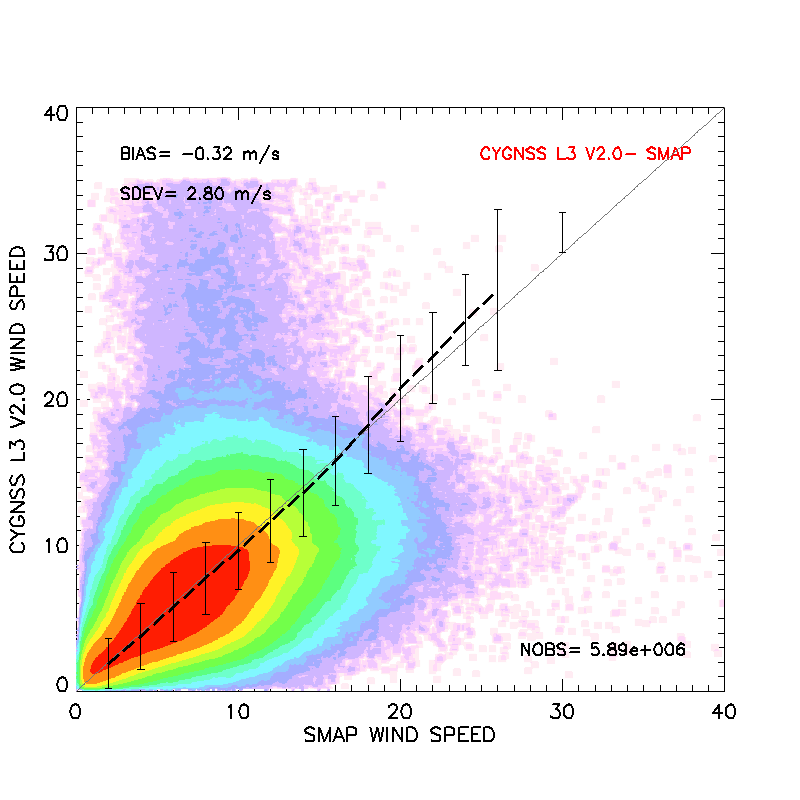 40
BIAS= -0.32 m/s
CYGNSS L3 V2.0- SMAP
SDEV= 2.80 m/s
30
CYGNSS L3 V2.0 WIND SPEED
20
10
NOBS= 5.89e+006
0
0 10 20 30 40
SMAP WIND SPEED